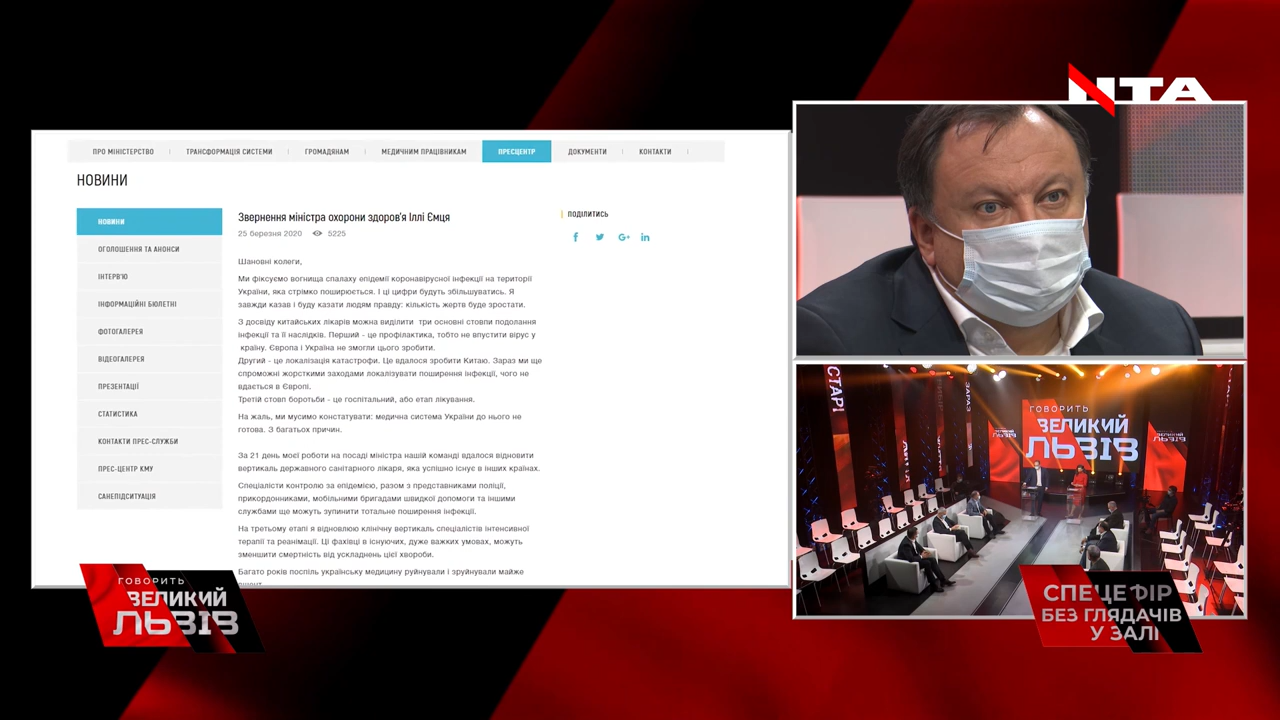 ПРО МІНІСТЕРСТВО
ТРАНСФОРМАЦІЯ СИСТЕМИ
ГРОМАДЯНАМ
МЕДИЧНИМ ПРАЦІВНИКАМ
ПРЕСЦЕНТР
ДОКУМЕНТИ
КОНТАКТИ
НОВИНИ
НОВИНИ
ОГОЛОШЕННЯ ТА АНОНСИ
ІНТЕРВ'Ю
ІНФОРМАЦІЙНІ БЮЛЕТНІ
ФОТОГАЛЕРЕЯ
ВІДЕОГАЛЕРЕЯ
ПРЕЗЕНТАЦІЇ
СТАТИСТИКА
КОНТАКТИ ПРЕС-СЛУЖБИ
ПРЕС-ЦЕНТР КМУ
САНЕПІДСИТУАЦІЯ
Звернення міністра охорони здоров'я Іллі Ємця
25 березня 2020 5225
Шановні колеги,
Ми фіксуємо вогнища спалаху епідемії коронавірусної інфекції на території
України, яка стрімко поширюється. І ці цифри будуть збільшуватись. Я
завжди казав і буду казати людям правду: кількість жертв буде зростати.
З досвіду китайських лікарів можна виділити три основні стовпи подолання
інфекції та її наслідків. Перший - це профілактика, тобто не впустити вірус у
країну. Європа і Україна не змогли цього зробити.
Другий - це локалізація катастрофи. Це вдалося зробити Китаю. Зараз ми ще
спроможні жорсткими заходами локалізувати поширення інфекції, чого не
вдається в Європі.
Третій стовп боротьби - це госпітальний, або етап лікування.
На жаль, ми мусимо констатувати: медична система України до нього не
готова. З багатьох причин.
За 21 день моєї роботи на посаді міністра нашій команді вдалося відновити
вертикаль державного санітарного лікаря, яка успішно існує в інших країнах.
Спеціалісти контролю за епідемією, разом з представниками поліції,
прикордонниками, мобільними бригадами швидкої допомоги та іншими
службами ще можуть зупинити тотальне поширення інфекції.
На третьому етапі я відновлюю клінічну вертикаль спеціалістів інтенсивної
терапії та реанімації. Ці фахівці в існуючих, дуже важких умовах, можуть
зменшити смертність від ускладнень цієї хвороби.
Багато років поспіль українську медицину руйнували і зруйнували майже
ПОДІЛИТИСЬ
НТА
СТАРІ
ЗАРАЗ
ГОВОРИТЬ
ВЕЛИКИЙ
ЛЬВІВ
ГОВОРИТЬ
ВЕЛИКИЙ
ЛЬВІВ
СПЕЦЕФІР
БЕЗ ГЛЯДАЧІВ
У ЗАЛІ